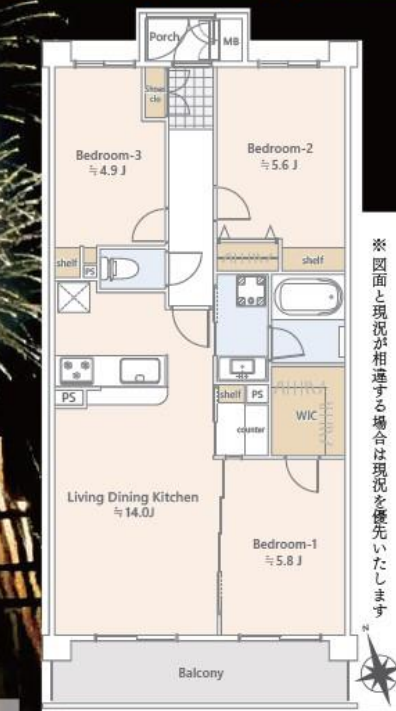 Porch
MB
Shoes
clo
Bedroom-3
≒4.9 J
Bedroom-2
≒5.6 J
shelf
PS
shelf
PS
shelf
PS
counter
WIC
Living Dining Kitchen
≒14.0J
Bedroom-1
≒5.8 J
Balcony
N
※図面と現況が相違する場合は現況を優先いたします